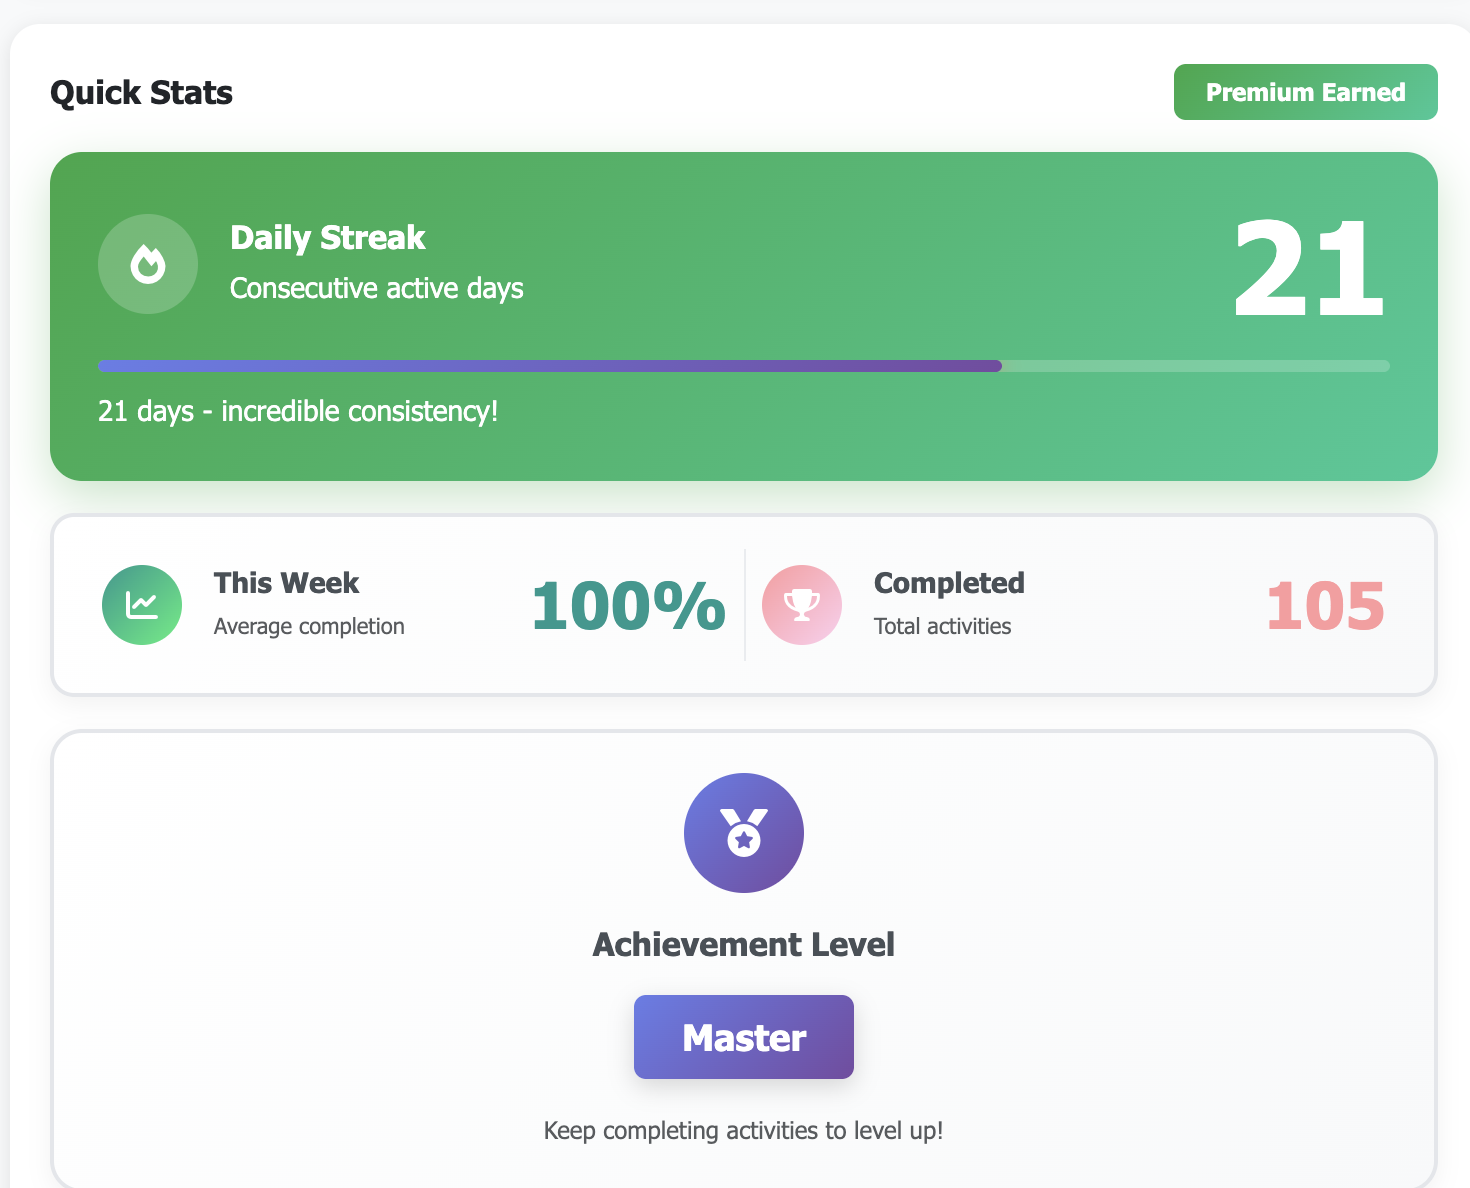 Quick Stats
Premium Earned
Daily Streak
Consecutive active days
21
21 days - incredible consistency!
This Week
Average completion
100%
Completed
Total activities
105
Achievement Level
Master
Keep completing activities to level up!